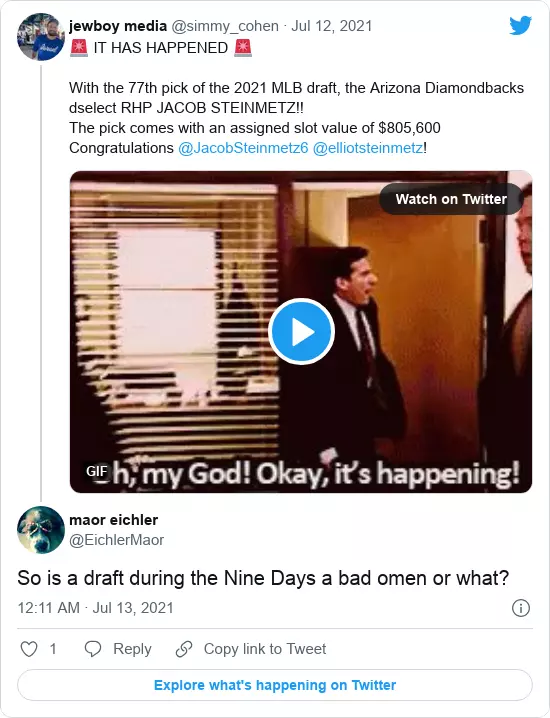 jewboy media @simmy_cohen · Jul 12, 2021
🚨 IT HAS HAPPENED 🚨
With the 77th pick of the 2021 MLB draft, the Arizona Diamondbacks
dselect RHP JACOB STEINMETZ!!
The pick comes with an assigned slot value of $805,600
Congratulations @JacobSteinmetz6 @elliotsteinmetz!
Watch on Twitter
GIF
h, my God! Okay, it's happening!
maor eichler
@EichlerMaor
So is a draft during the Nine Days a bad omen or what?
12:11 AM · Jul 13, 2021
1 Reply Copy link to Tweet
Explore what's happening on Twitter